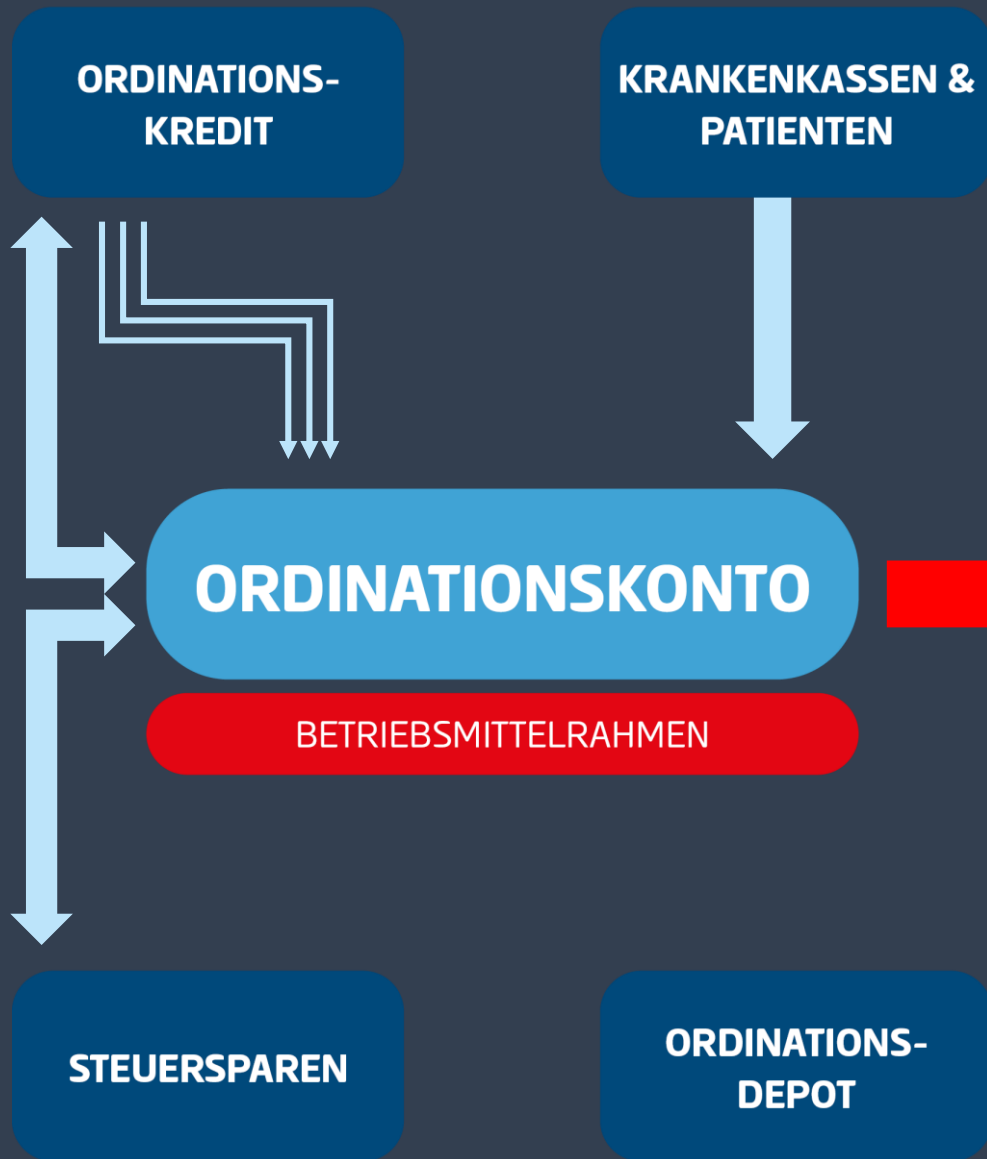 ORDINATIONS-
KREDIT
KRANKENKASSEN &
PATIENTEN
ORDINATIONSKONTO
BETRIEBSMITTELRAHMEN
STEUERSPAREN
ORDINATIONS-
DEPOT